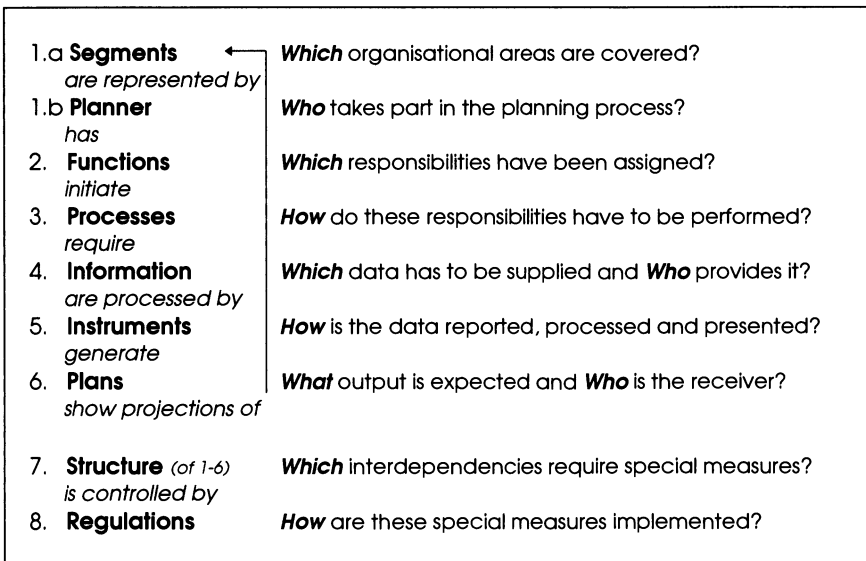 1.a Segments Which organisational areas are covered?
are represented by
1.b Planner Who takes part in the planning process?
has
2. Functions Which responsibilities have been assigned?
initiate
3. Processes How do these responsibilities have to be performed?
require
4. Information Which data has to be supplied and Who provides it?
are processed by
5. Instruments How is the data reported, processed and presented?
generate
6. Plans What output is expected and Who is the receiver?
show projections of
7. Structure (of 1-6) Which interdependencies require special measures?
is controlled by
8. Regulations How are these special measures implemented?